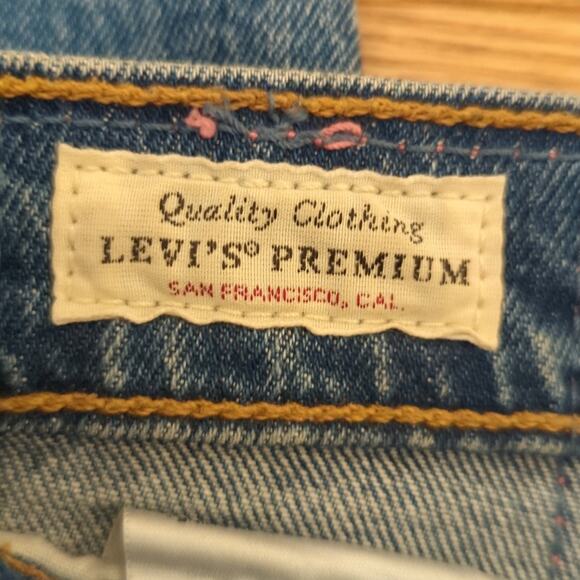 Quality Clothing
LEVI'S® PREMIUM
SAN FRANCISCO, CAL.